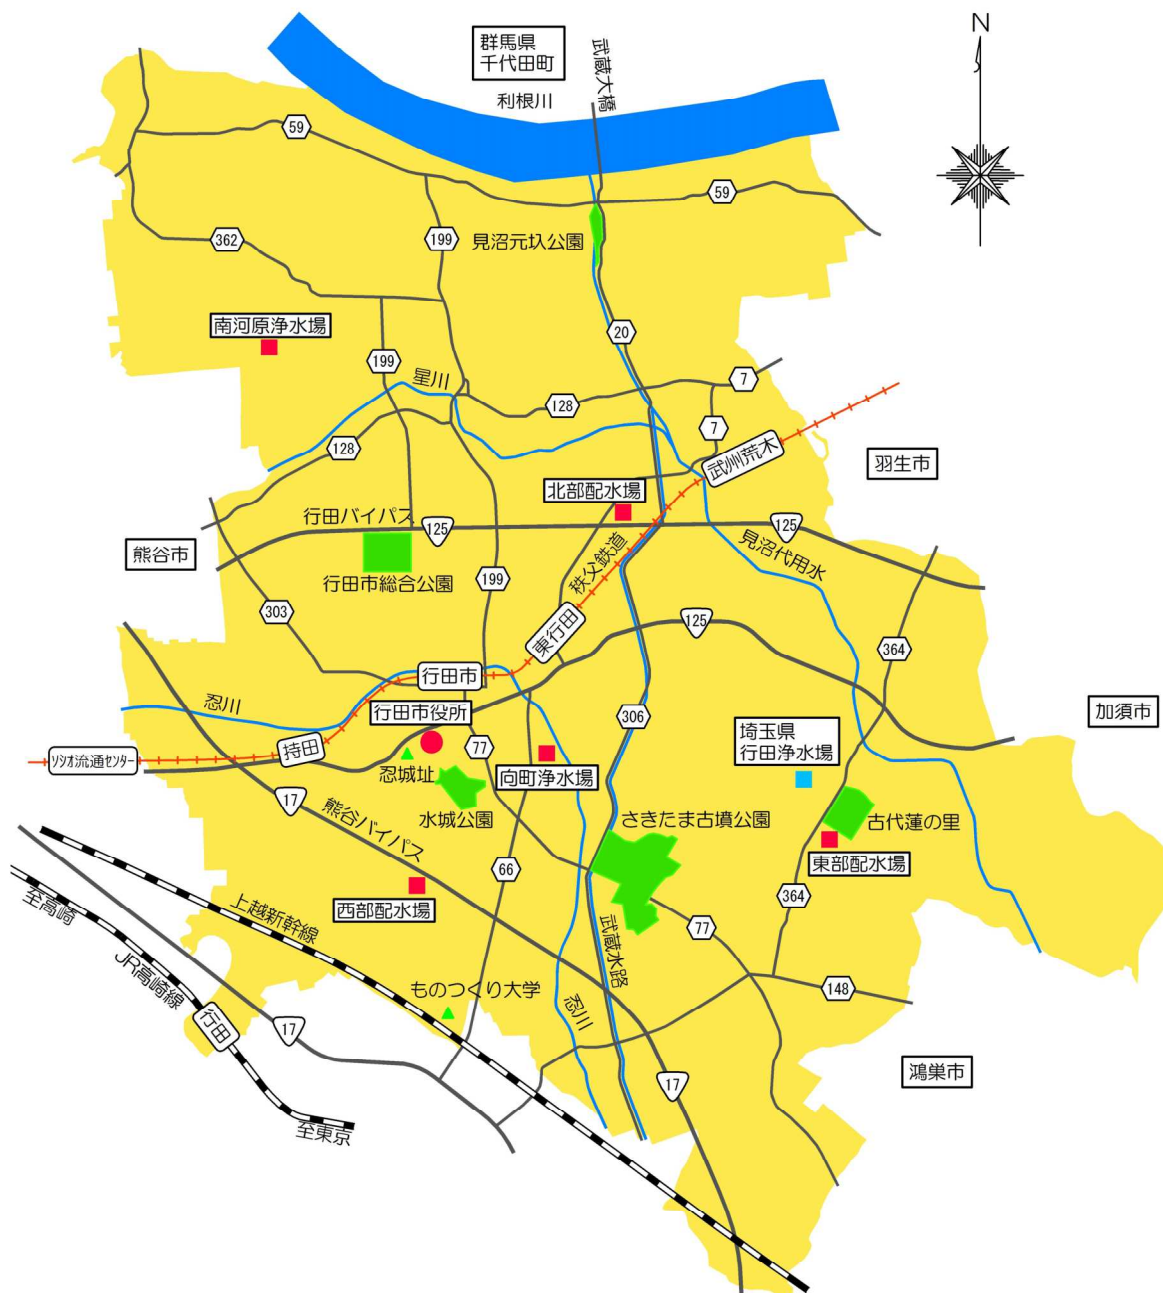 群馬県
千代田町
武蔵大橋
N
利根川
59
59
見沼元圦公園
199
362
南河原浄水場
20
199
星川
7
128
7
128
武州荒木
羽生市
北部配水場
行田バイパス
125
125
熊谷市
秩父鉄道
見沼代用水
行田市総合公園
199
303
東行田
125
364
行田市
忍川
行田市役所
306
加須市
埼玉県
行田浄水場
持田
77
ソシオ流通センター
忍城址
向町浄水場
17
熊谷バイパス
水城公園
さきたま古墳公園
古代蓮の里
東部配水場
66
西部配水場
364
至高崎
上越新幹線
77
武蔵水路
JR高崎線
ものつくり大学
148
忍川
行田
17
鴻巣市
17
至東京